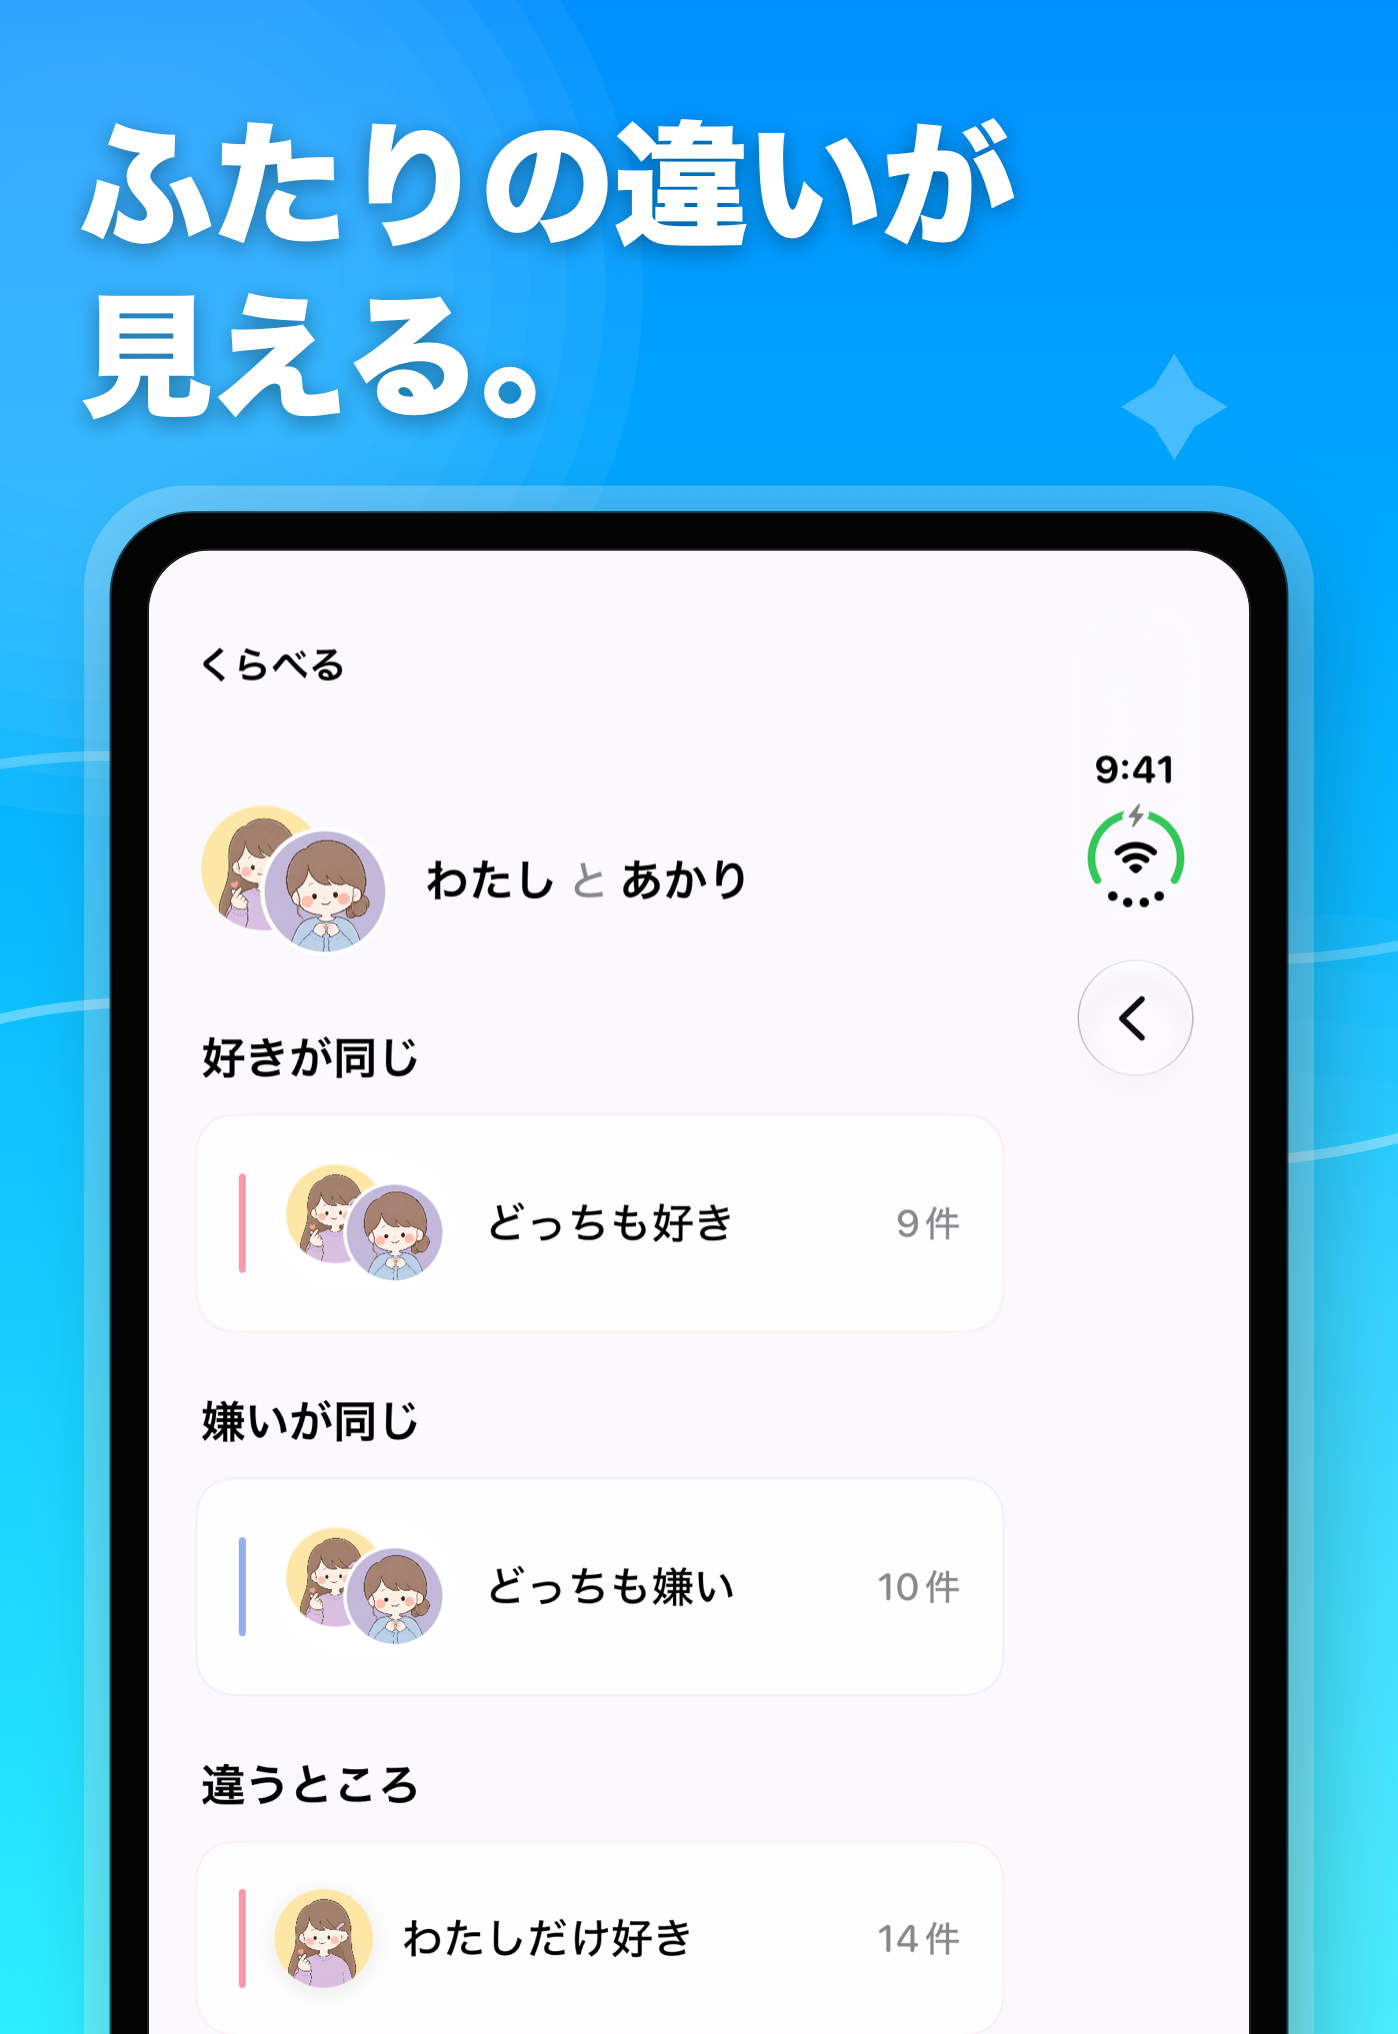 ふたりの違いが
見える。
くらべる
9:41
わたし と あかり
好きが同じ
どっちも好き 9件
嫌いが同じ
どっちも嫌い 10件
違うところ
わたしだけ好き 14件